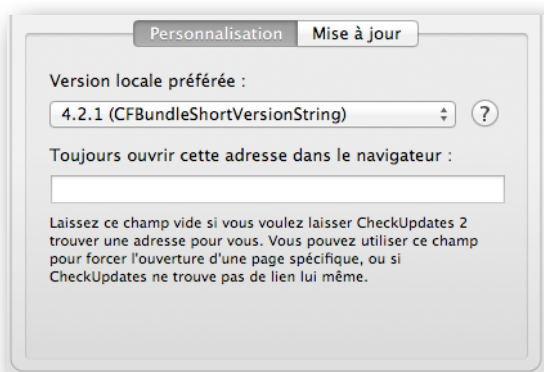 Personnalisation Mise à jour
Version locale préférée :
4.2.1 (CFBundleShortVersionString) ?
Toujours ouvrir cette adresse dans le navigateur :
Laissez ce champ vide si vous voulez laisser CheckUpdates 2
trouver une adresse pour vous. Vous pouvez utiliser ce champ
pour forcer l'ouverture d'une page spécifique, ou si
CheckUpdates ne trouve pas de lien lui même.